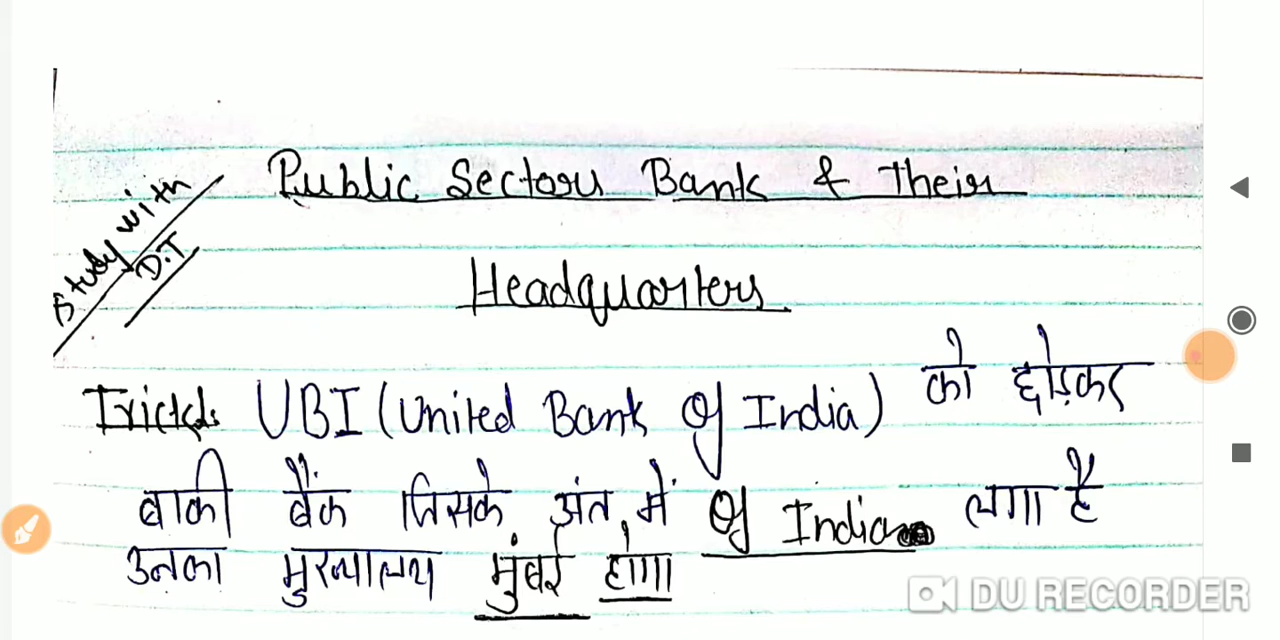 Study with
D.T
Public Sector Bank & Their
Headquarters
Trick:- UBI (United Bank Of India) को छोड़कर
बाकी बैंक जिसके अंत में Of India लगा है
उनका मुख्यालय मुंबई होगा
DU RECORDER